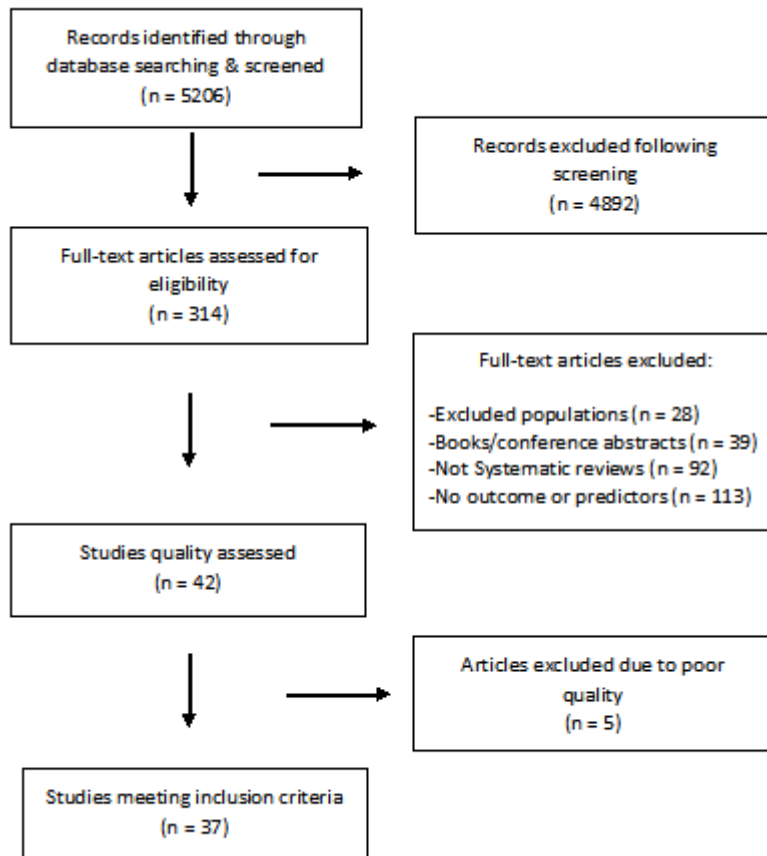 Records identified through
database searching & screened
(n = 5206)
Records excluded following
screening
(n = 4892)
Full-text articles assessed for
eligibility
(n = 314)
Full-text articles excluded:
-Excluded populations (n = 28)
-Books/conference abstracts (n = 39)
-Not Systematic reviews (n = 92)
-No outcome or predictors (n = 113)
Studies quality assessed
(n = 42)
Articles excluded due to poor
quality
(n = 5)
Studies meeting inclusion criteria
(n = 37)